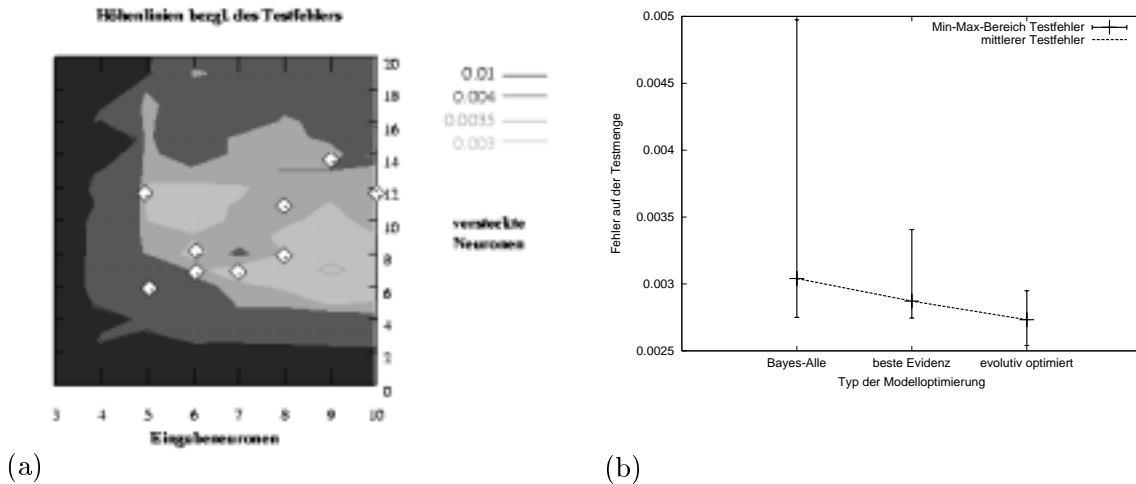 Höhenlinien bezgl. des Testfehlers
0.01
0.004
0.0035
0.003
20
18
16
14
12
10
8
6
4
2
0
versteckte
Neuronen
3 4 5 6 7 8 9 10
Eingabeneuronen
(a)
0.005
0.0045
0.004
0.0035
0.003
0.0025
Fehler auf der Testmenge
Min-Max-Bereich Testfehler
mittlerer Testfehler
Bayes-Alle beste Evidenz evolutiv optimiert
Typ der Modelloptimierung
(b)